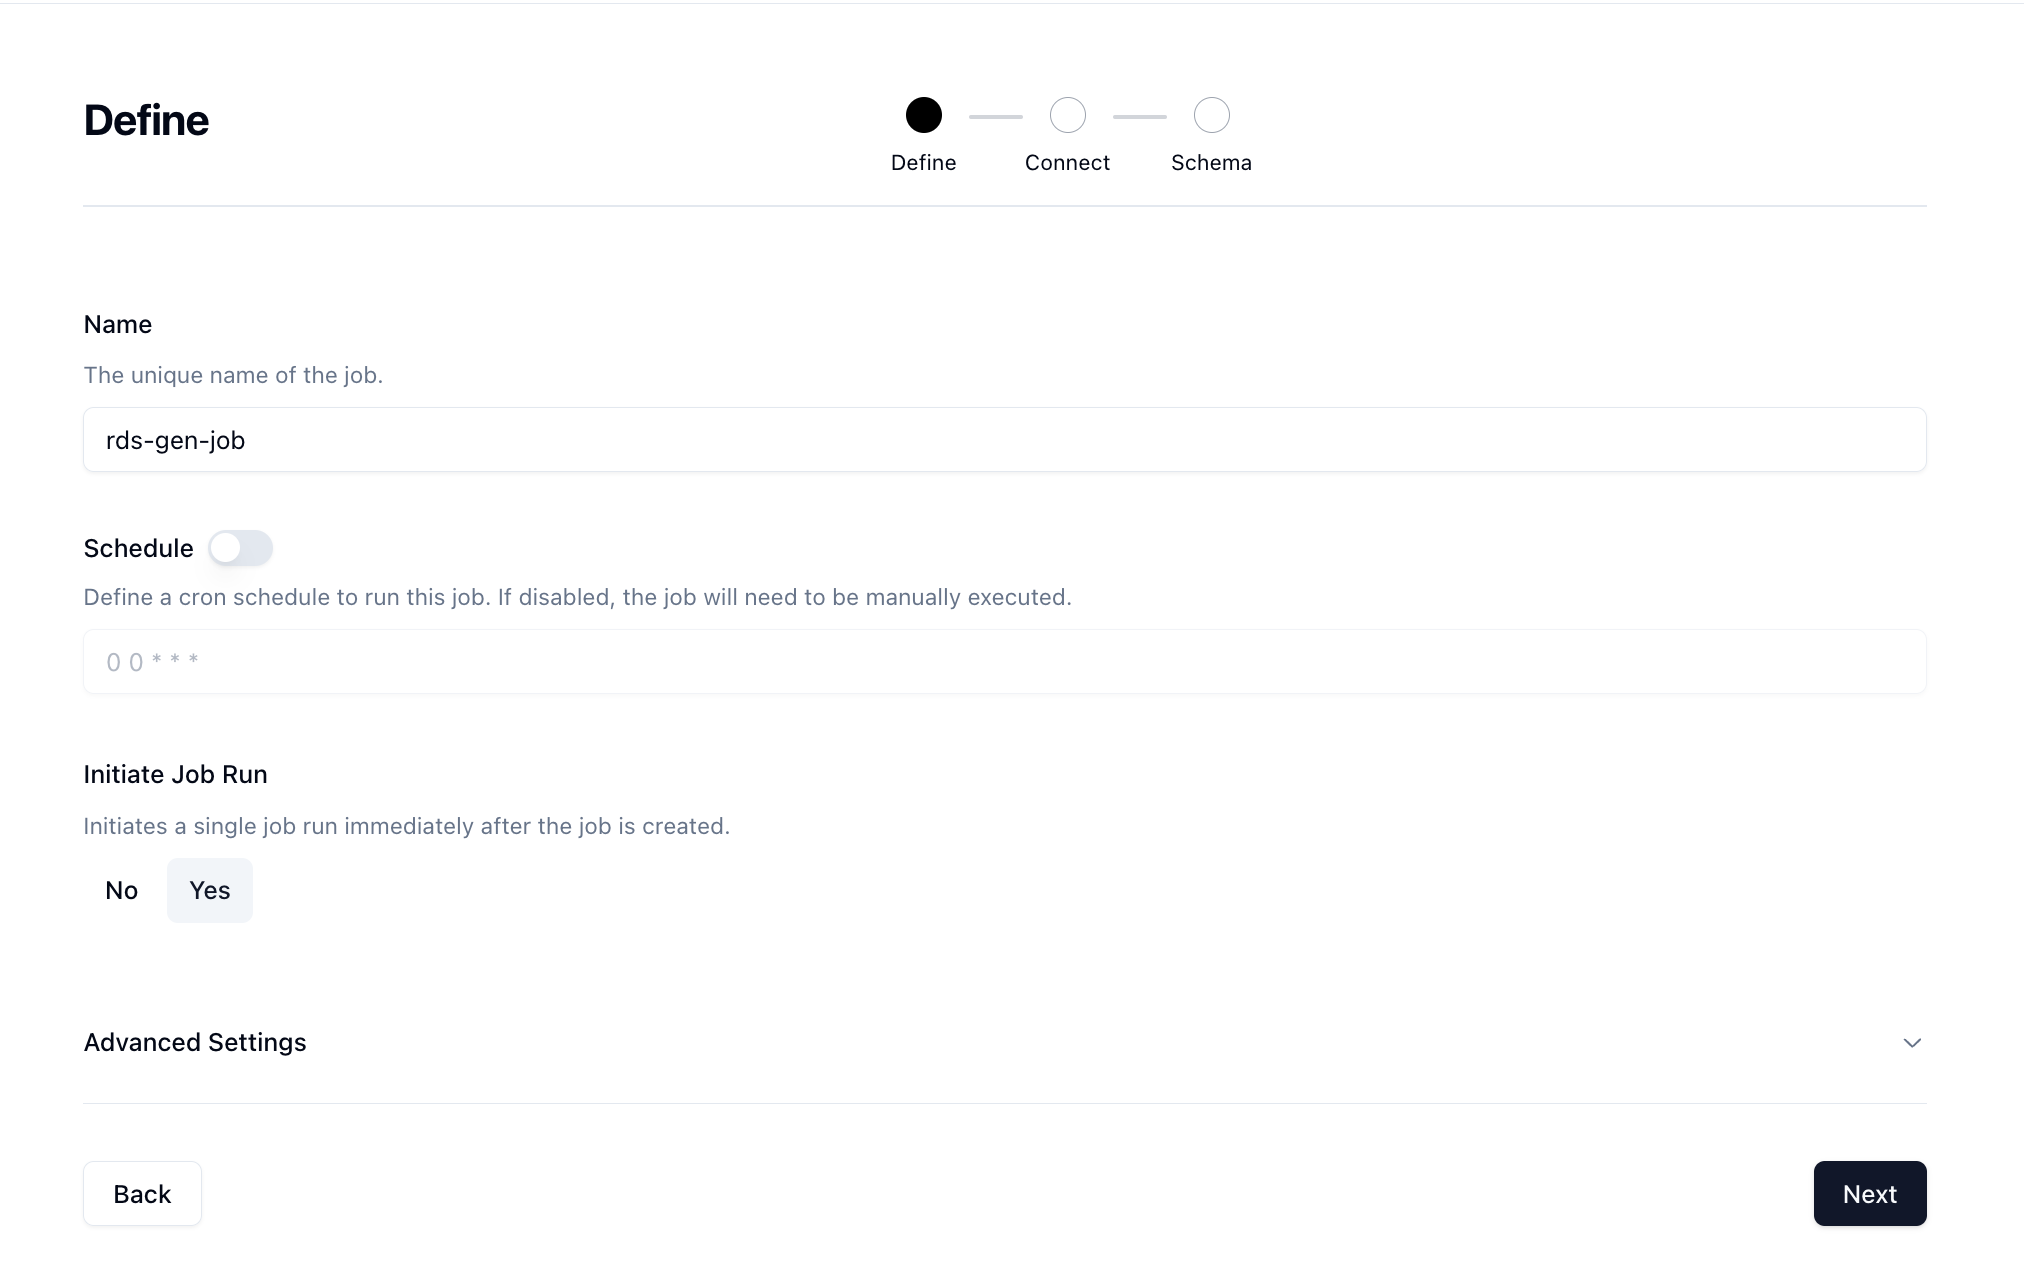 Define
Define
Connect
Schema
Name
The unique name of the job.
rds-gen-job
Schedule
Define a cron schedule to run this job. If disabled, the job will need to be manually executed.
0 0 * * *
Initiate Job Run
Initiates a single job run immediately after the job is created.
No
Yes
Advanced Settings
Back
Next